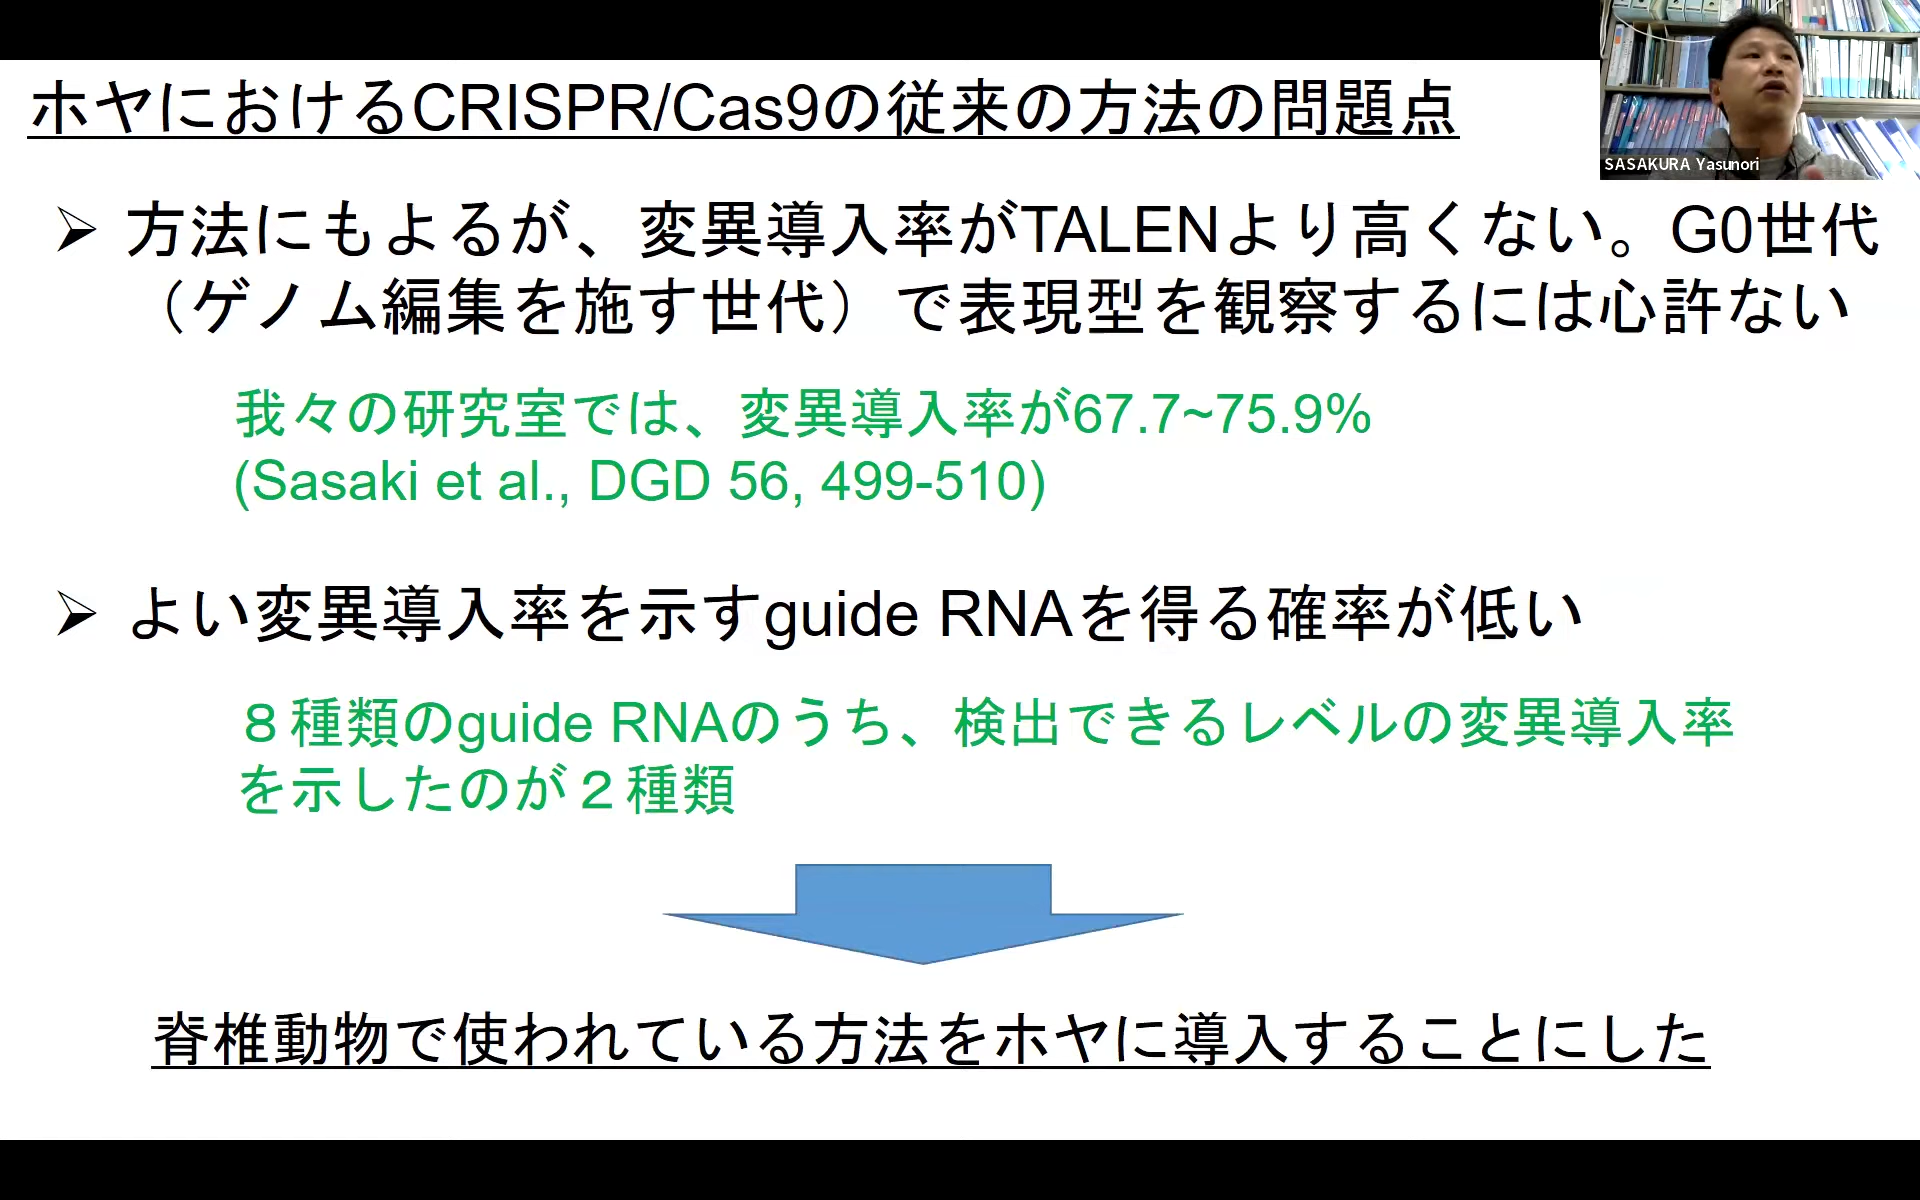 ホヤにおけるCRISPR/Cas9の従来の方法の問題点
SASAKURA Yasunori
➢ 方法にもよるが、変異導入率がTALENより高くない。G0世代
（ゲノム編集を施す世代）で表現型を観察するには心許ない
我々の研究室では、変異導入率が67.7~75.9%
(Sasaki et al., DGD 56, 499-510)
➢ よい変異導入率を示すguide RNAを得る確率が低い
８種類のguide RNAのうち、検出できるレベルの変異導入率
を示したのが２種類
脊椎動物で使われている方法をホヤに導入することにした